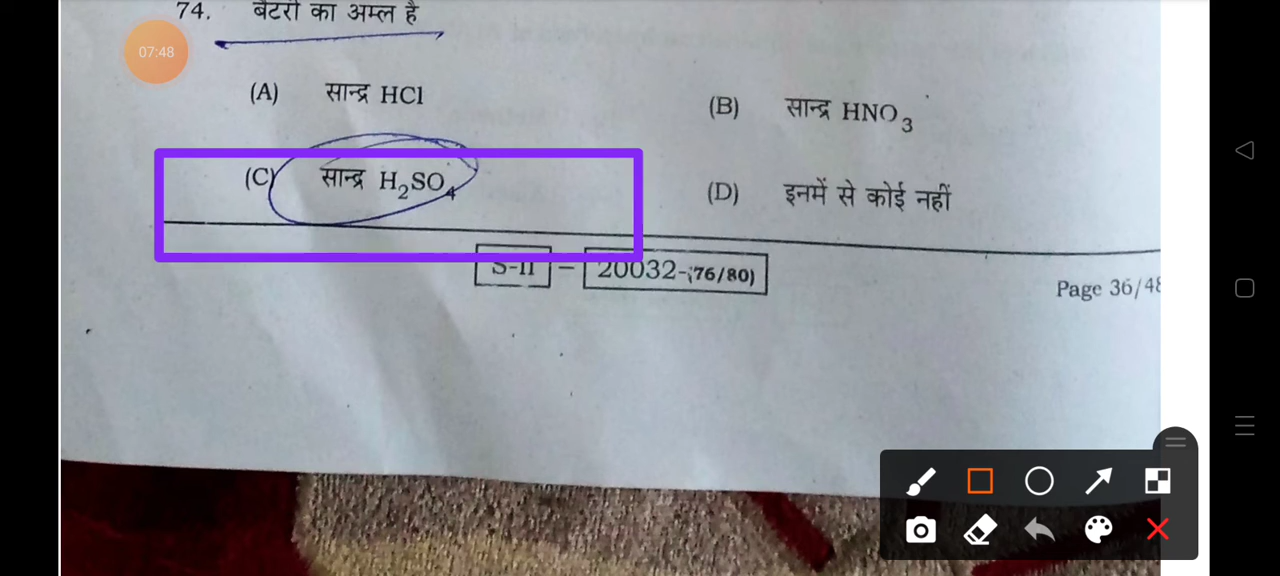 74. बैटरी का अम्ल है
07:48
(A) सान्द्र HCl
(B) सान्द्र HNO3
(C) सान्द्र H2SO4
(D) इनमें से कोई नहीं
S-II – 20032-(76/80)
Page 36/48